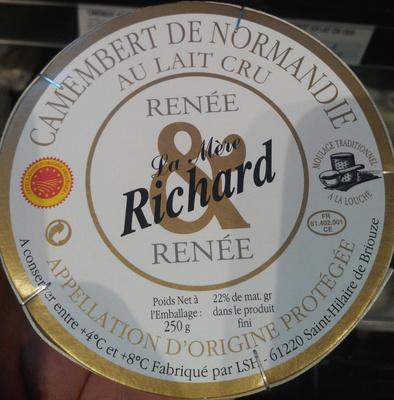 CAMEMBERT DE NORMANDIE
AU LAIT CRU
RENÉE
&
La Mère
Richard
RENÉE
MOULAGE TRADITIONNEL
A LA LOUCHE
FR
61.402.001
CE
Poids Net à
l'Emballage :
250 g
22% de mat. gr
dans le produit
fini
APPELLATION D'ORIGINE PROTÉGÉE
A conserver entre +4°C et +8°C Fabriqué par LSH - 61220 Saint-Hilaire de Briouze